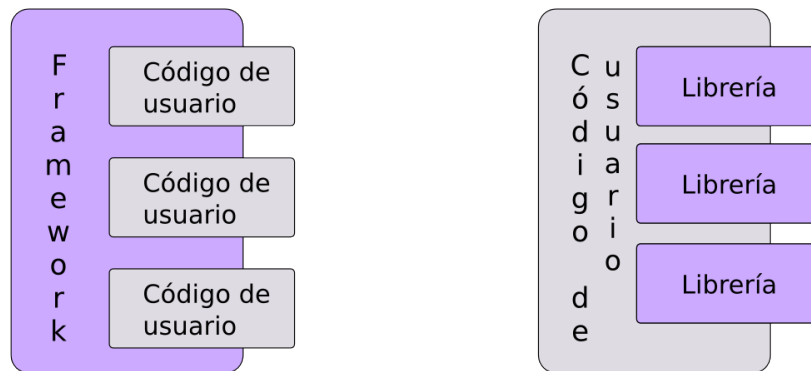 Framework
Código de
usuario
Código de
usuario
Código de
usuario
Código de
usuario
Librería
Librería
Librería